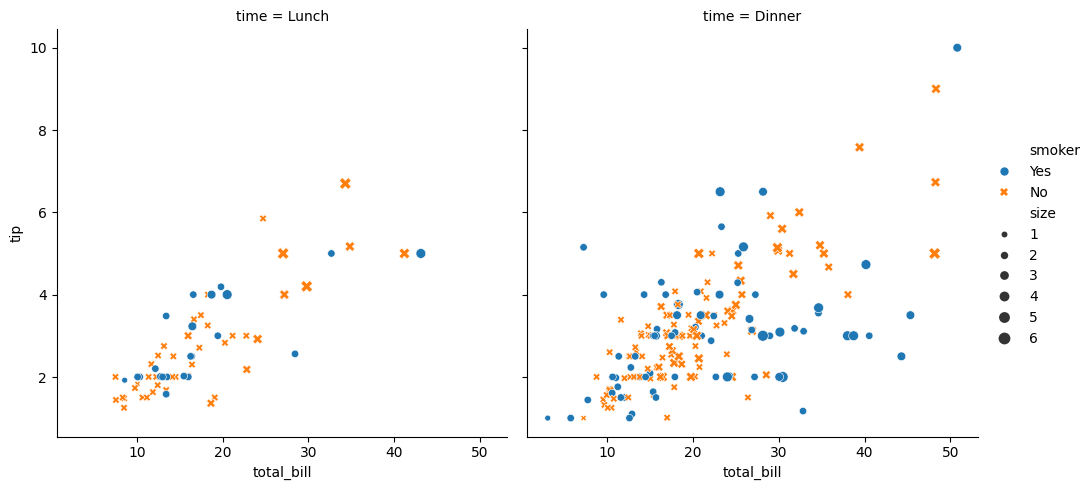 time = Lunch
time = Dinner
10
8
6
4
2
tip
10 20 30 40 50
total_bill
10 20 30 40 50
total_bill
smoker
Yes
No
size
1
2
3
4
5
6